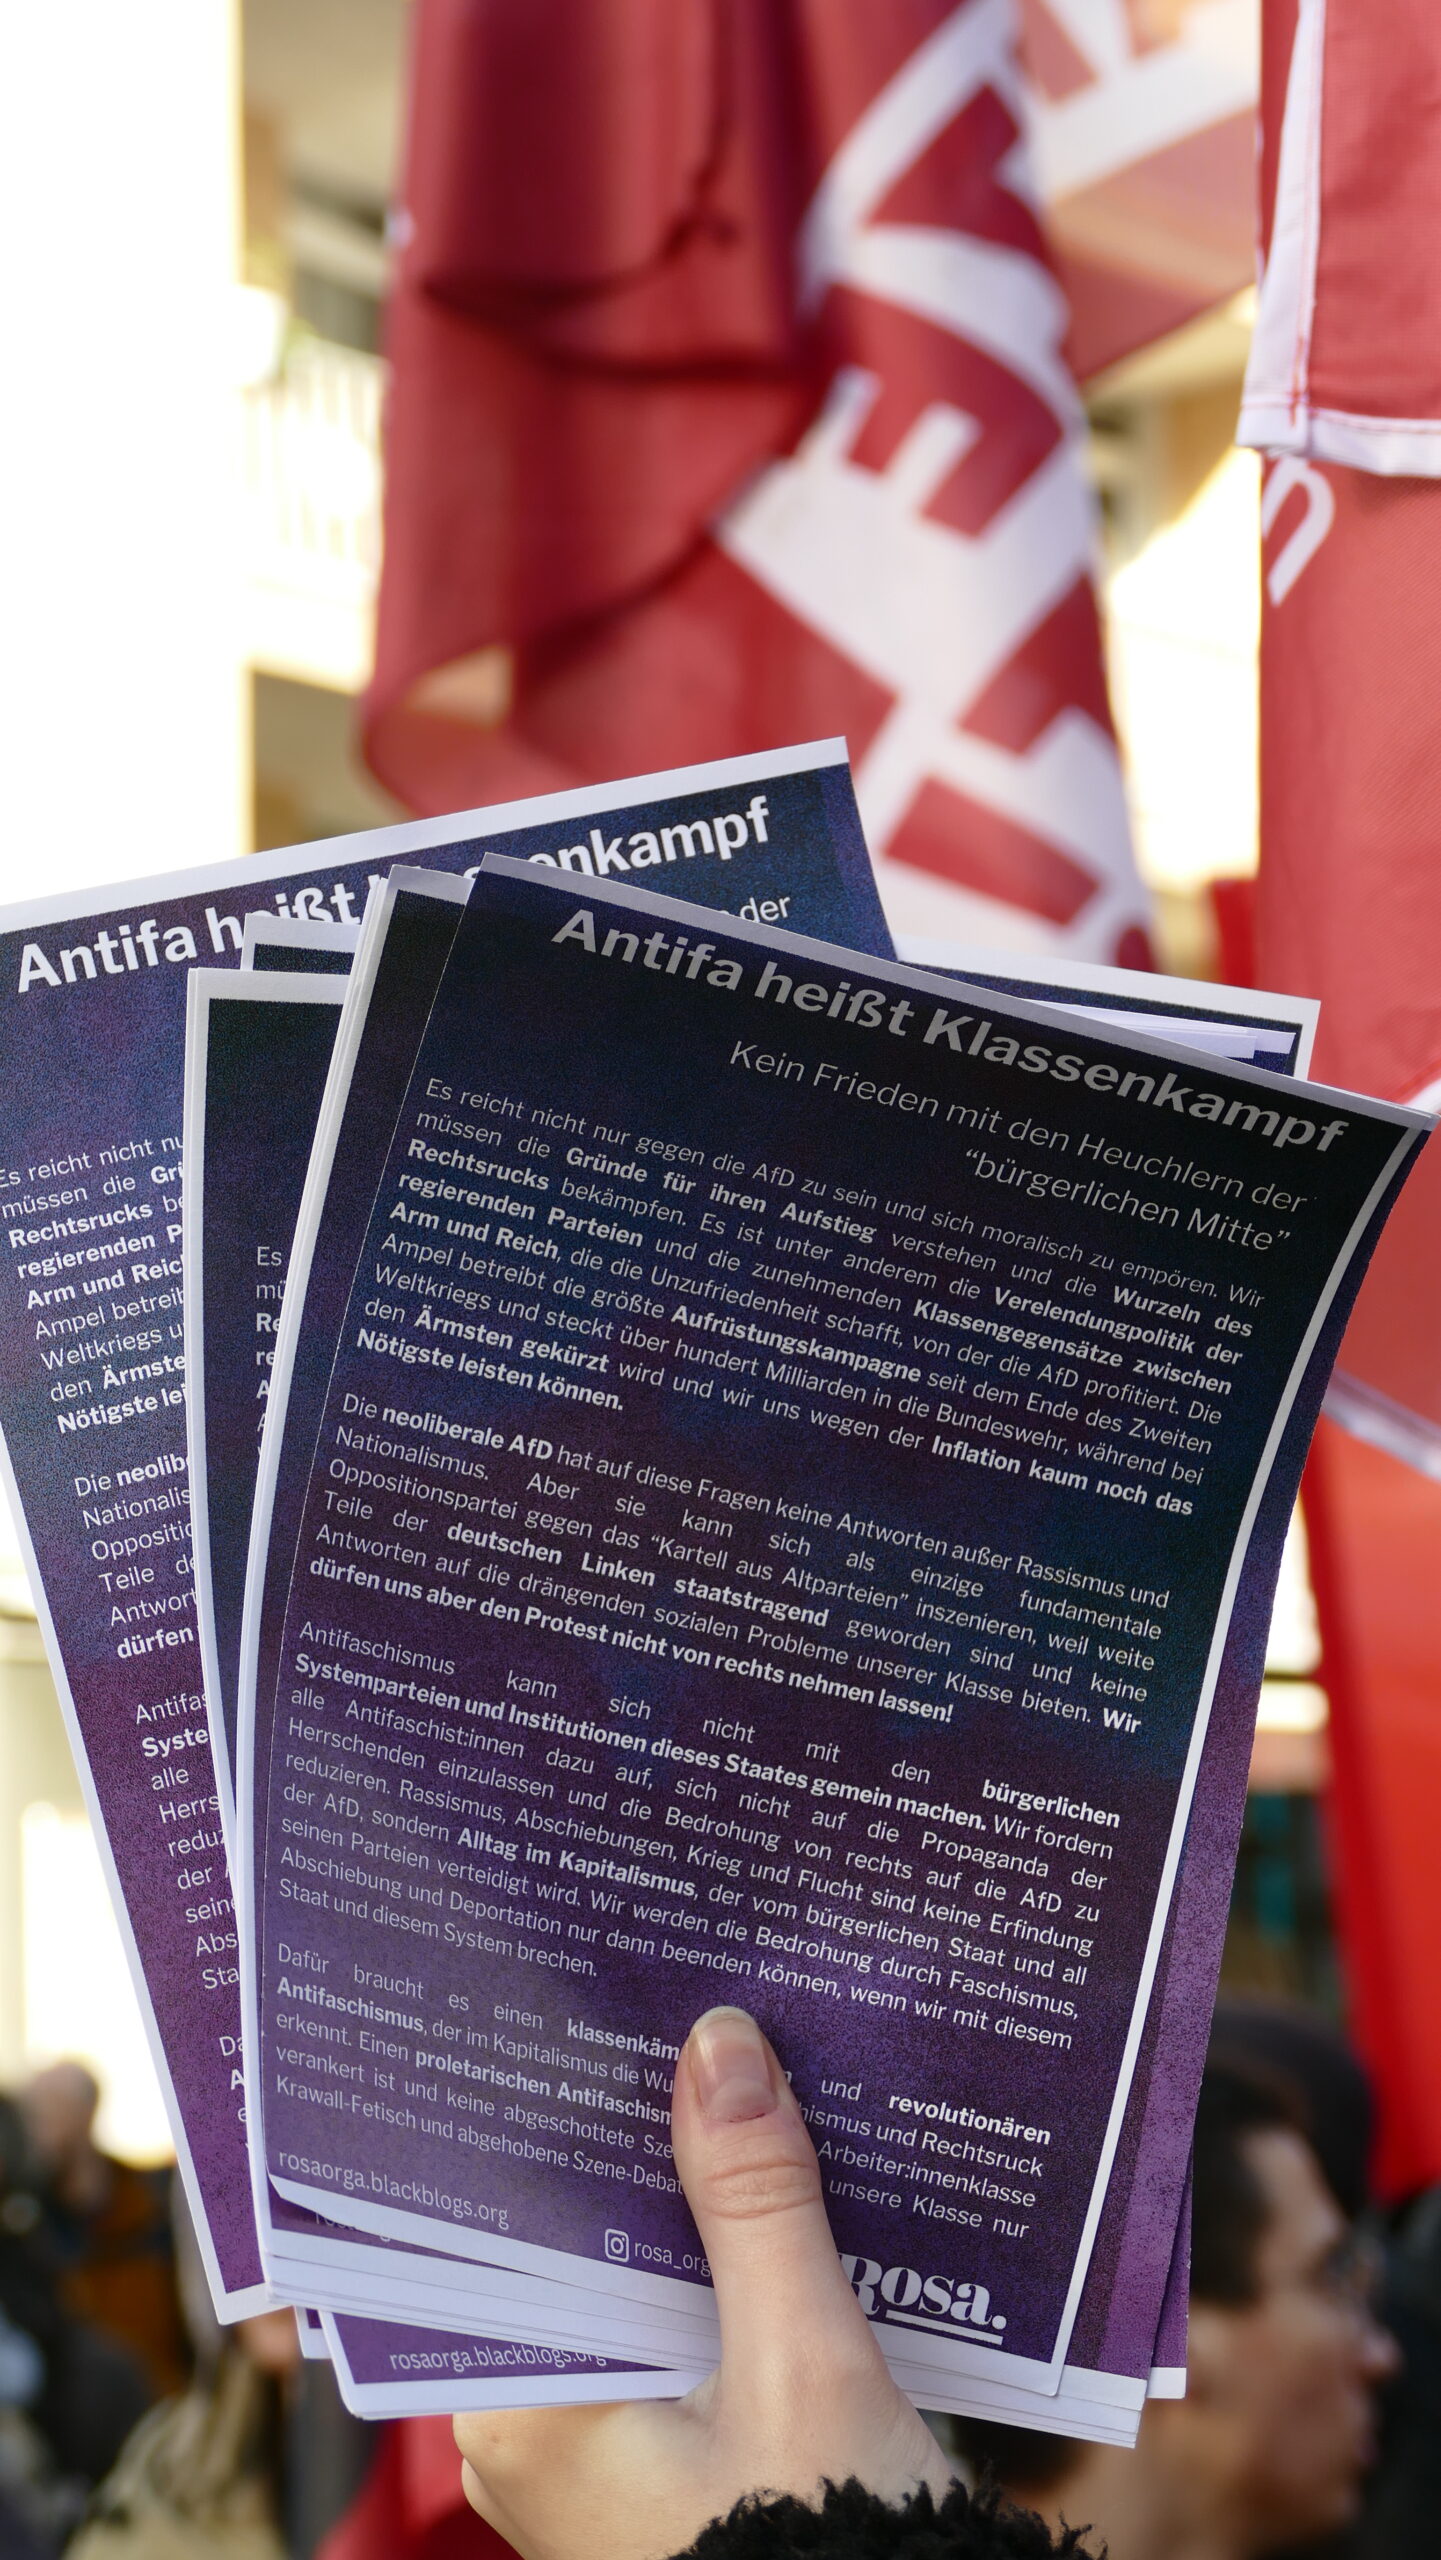 Antifa heißt Klassenkampf
Kein Frieden mit den Heuchlern der
“bürgerlichen Mitte”
Es reicht nicht nur gegen die AfD zu sein und sich moralisch zu empören. Wir
müssen die Gründe für ihren Aufstieg verstehen und die Wurzeln des
Rechtsrucks bekämpfen. Es ist unter anderem die Verelendungpolitik der
regierenden Parteien und die zunehmenden Klassengegensätze zwischen
Arm und Reich, die die Unzufriedenheit schafft, von der die AfD profitiert. Die
Ampel betreibt die größte Aufrüstungskampagne seit dem Ende des Zweiten
Weltkriegs und steckt über hundert Milliarden in die Bundeswehr, während bei
den Ärmsten gekürzt wird und wir uns wegen der Inflation kaum noch das
Nötigste leisten können.
Die neoliberale AfD hat auf diese Fragen keine Antworten außer Rassismus und
Nationalismus. Aber sie kann sich als einzige fundamentale
Oppositionspartei gegen das “Kartell aus Altparteien” inszenieren, weil weite
Teile der deutschen Linken staatstragend geworden sind und keine
Antworten auf die drängenden sozialen Probleme unserer Klasse bieten. Wir
dürfen uns aber den Protest nicht von rechts nehmen lassen!
Antifaschismus kann sich nicht mit den bürgerlichen
Systemparteien und Institutionen dieses Staates gemein machen. Wir fordern
alle Antifaschist:innen dazu auf, sich nicht auf die Propaganda der
Herrschenden einzulassen und die Bedrohung von rechts auf die AfD zu
reduzieren. Rassismus, Abschiebungen, Krieg und Flucht sind keine Erfindung
der AfD, sondern Alltag im Kapitalismus, der vom bürgerlichen Staat und all
seinen Parteien verteidigt wird. Wir werden die Bedrohung durch Faschismus,
Abschiebung und Deportation nur dann beenden können, wenn wir mit diesem
Staat und diesem System brechen.
Dafür braucht es einen und revolutionären
Antifaschismus, der im Kapitalismus die und Rechtsruck
erkennt. Einen proletarischen Arbeiter:innenklasse
verankert ist und keine abgeschottete unsere Klasse nur
Krawall-Fetisch und abgehobene
rosaorga.blackblogs.org
Rosa.
rosaorga.blackblogs.org